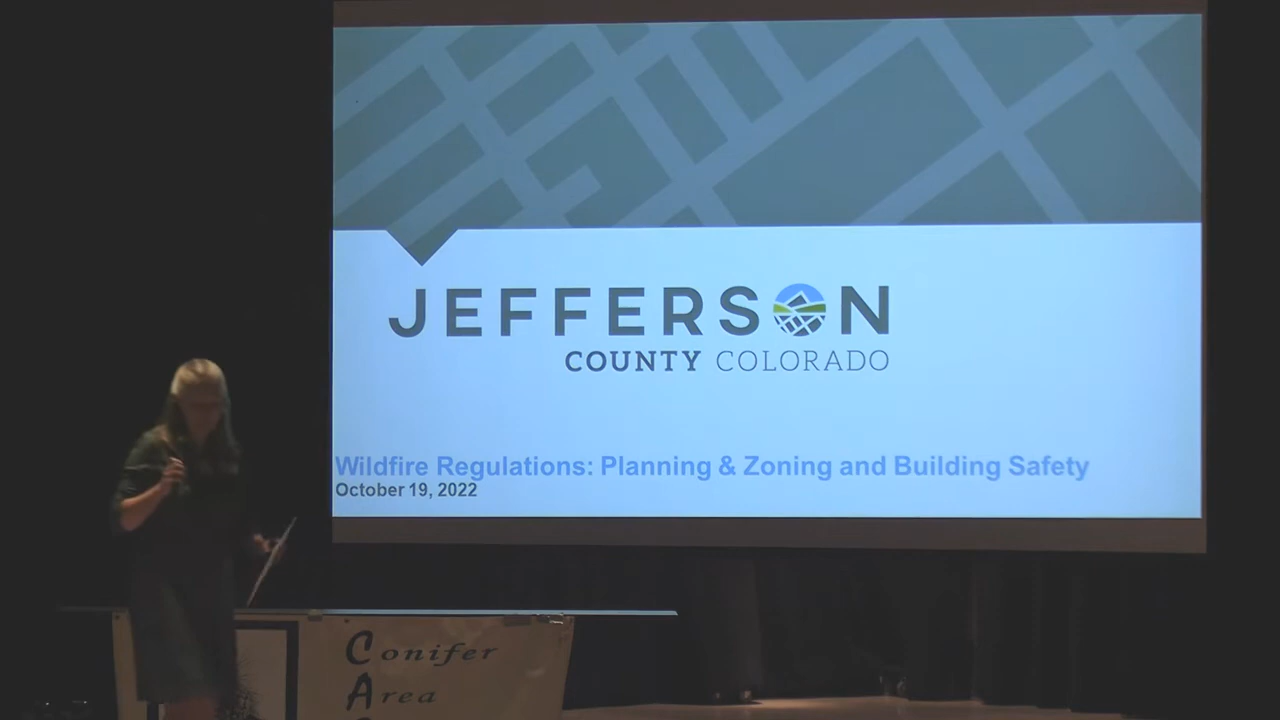 JEFFERSON
COUNTY COLORADO
Wildfire Regulations: Planning & Zoning and Building Safety
October 19, 2022
Conifer
Area